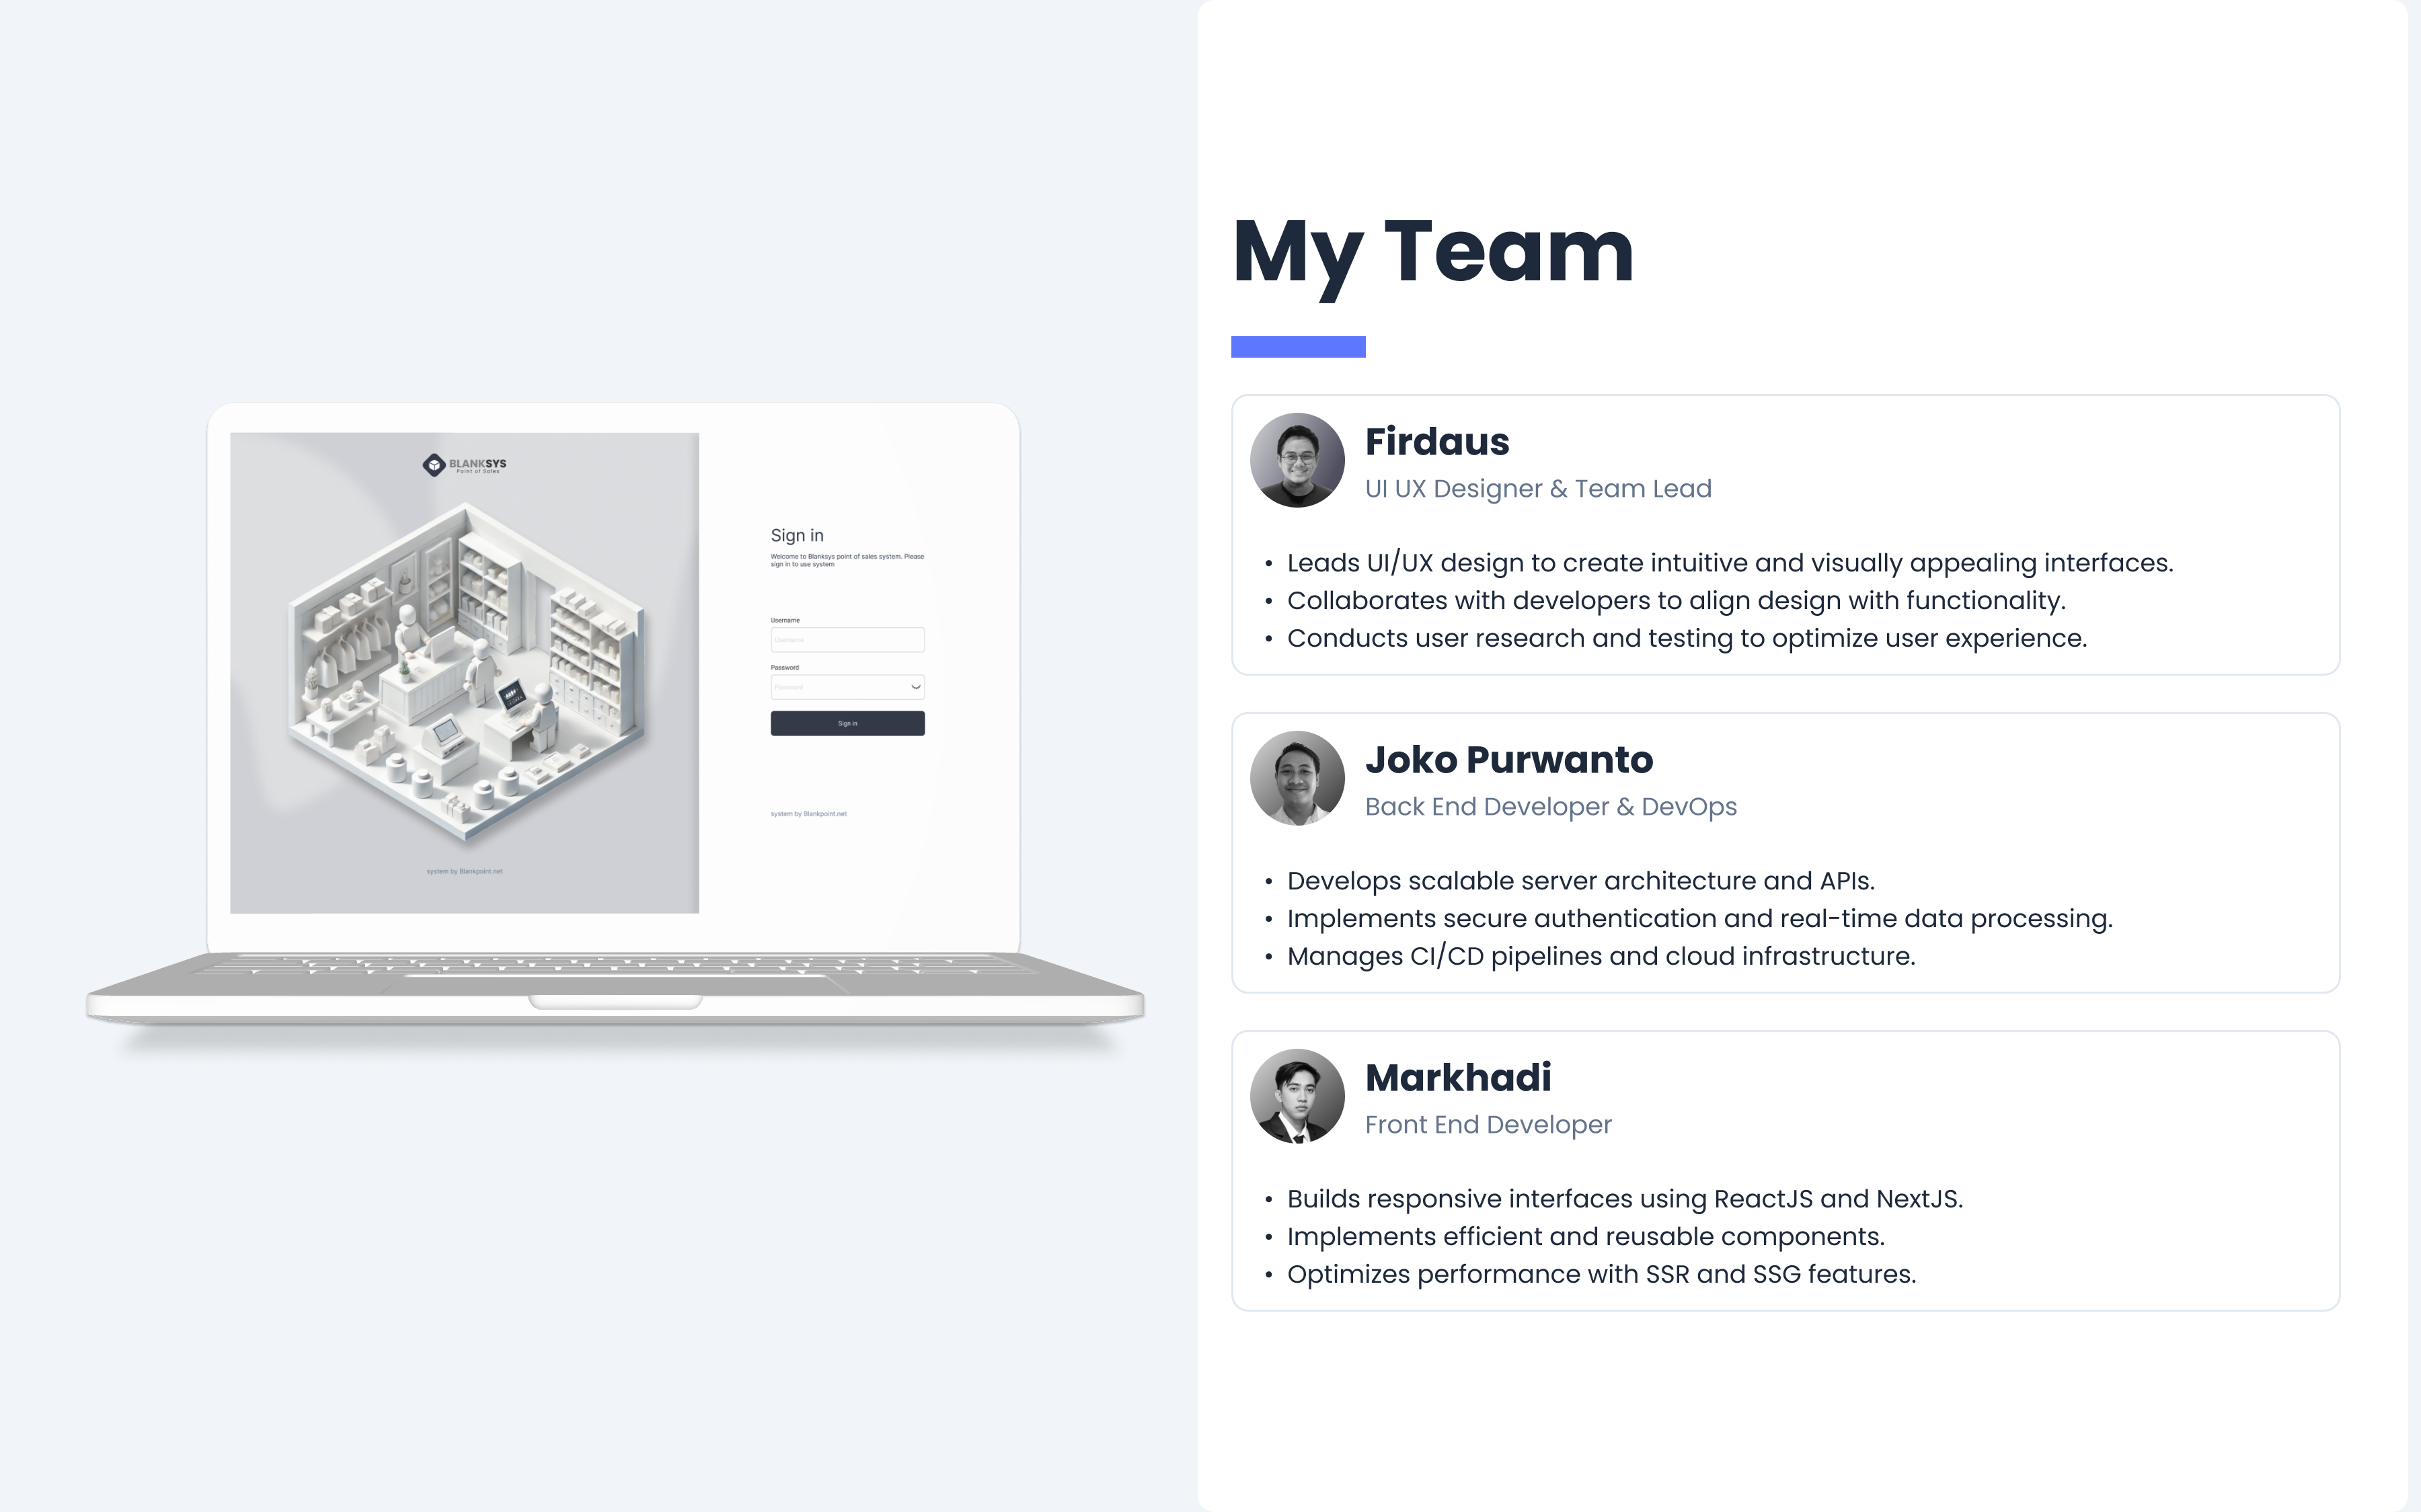 BLANKSYS
Point of Sales
system by Blankpoint.net
Sign in
Welcome to Blanksys point of sales system. Please
sign in to use system
Username
Username
Password
Password
Sign in
system by Blankpoint.net
My Team
Firdaus
UI UX Designer & Team Lead
• Leads UI/UX design to create intuitive and visually appealing interfaces.
• Collaborates with developers to align design with functionality.
• Conducts user research and testing to optimize user experience.
Joko Purwanto
Back End Developer & DevOps
• Develops scalable server architecture and APIs.
• Implements secure authentication and real-time data processing.
• Manages CI/CD pipelines and cloud infrastructure.
Markhadi
Front End Developer
• Builds responsive interfaces using ReactJS and NextJS.
• Implements efficient and reusable components.
• Optimizes performance with SSR and SSG features.